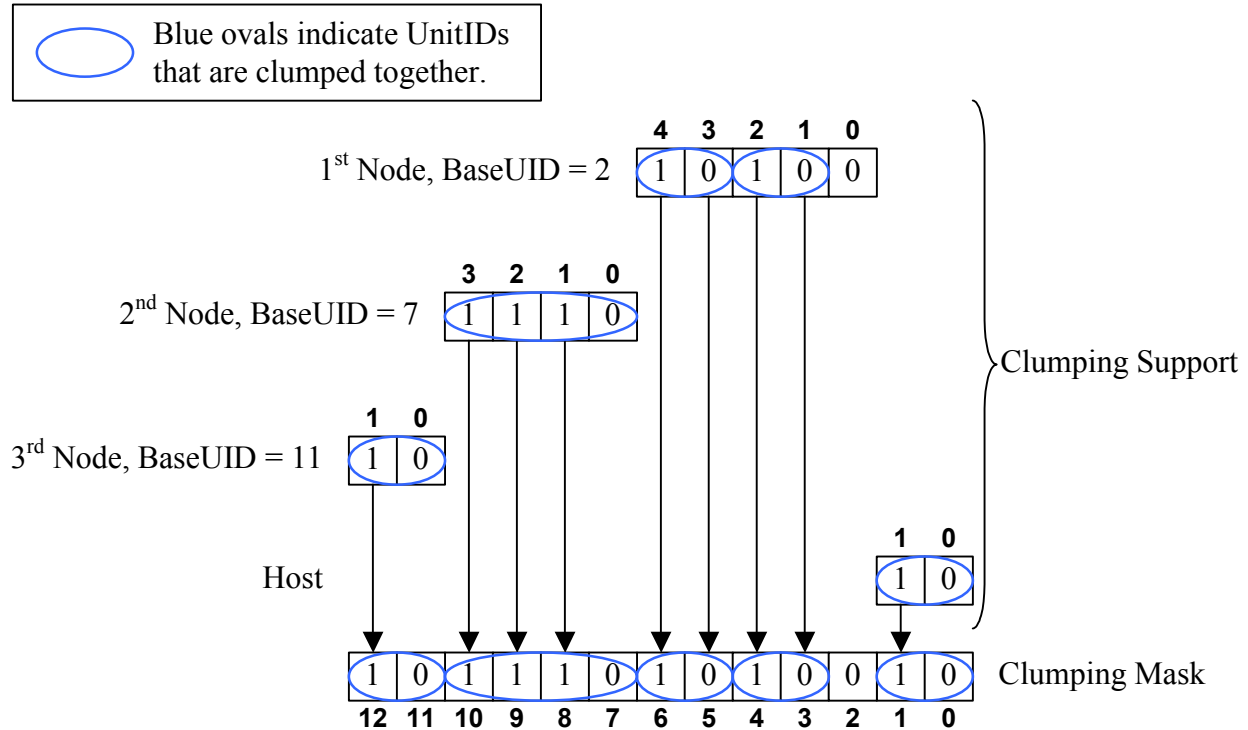 Blue ovals indicate UnitIDs
that are clumped together.
4 3 2 1 0
1st Node, BaseUID = 2 1 0 1 0 0
3 2 1 0
2nd Node, BaseUID = 7 1 1 1 0
Clumping Support
1 0
3rd Node, BaseUID = 11 1 0
1 0
Host 1 0
1 0 1 1 1 0 1 0 1 0 0 1 0 Clumping Mask
12 11 10 9 8 7 6 5 4 3 2 1 0